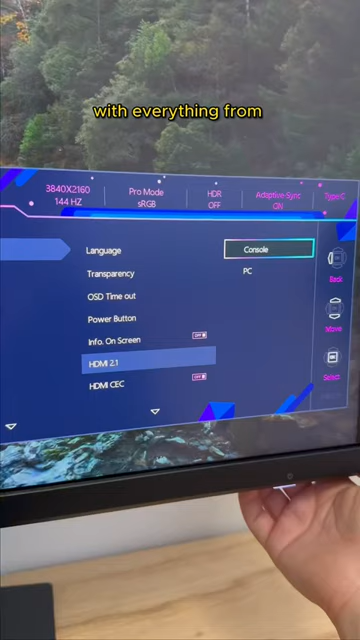 with everything from
3840X2160
144 HZ
Pro Mode
sRGB
HDR
OFF
Adaptive-Sync
ON
Type-C
Language
Console
Transparency
PC
OSD Time out
Power Button
Info. On Screen
OFF
HDMI 2.1
HDMI CEC
OFF
Back
Move
Select